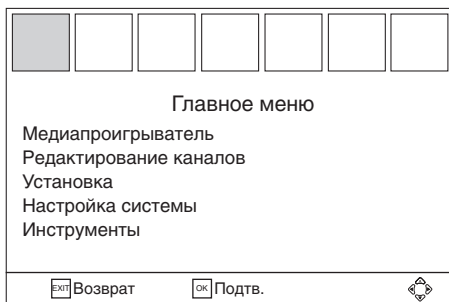 Главное меню
Медиапроигрыватель
Редактирование каналов
Установка
Настройка системы
Инструменты
EXIT Возврат OK Подтв.